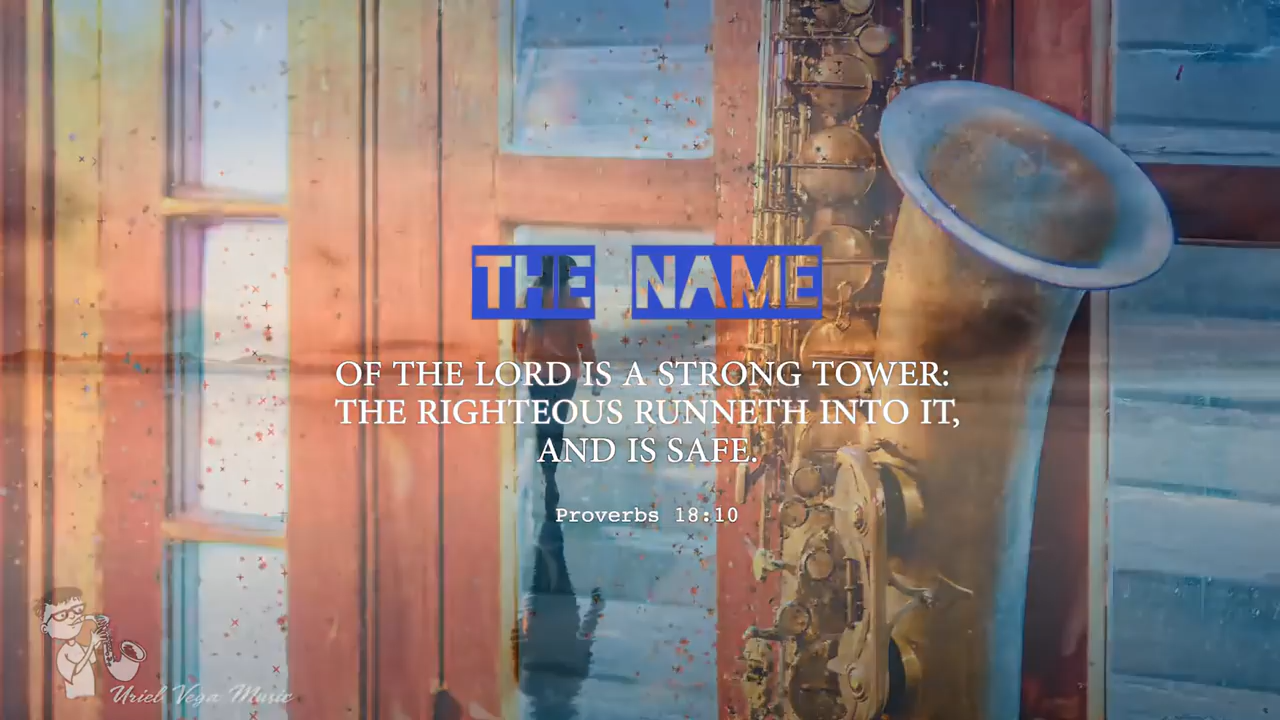 THE NAME
OF THE LORD IS A STRONG TOWER:
THE RIGHTEOUS RUNNETH INTO IT,
AND IS SAFE.
Proverbs 18:10
Uriel Vega Music